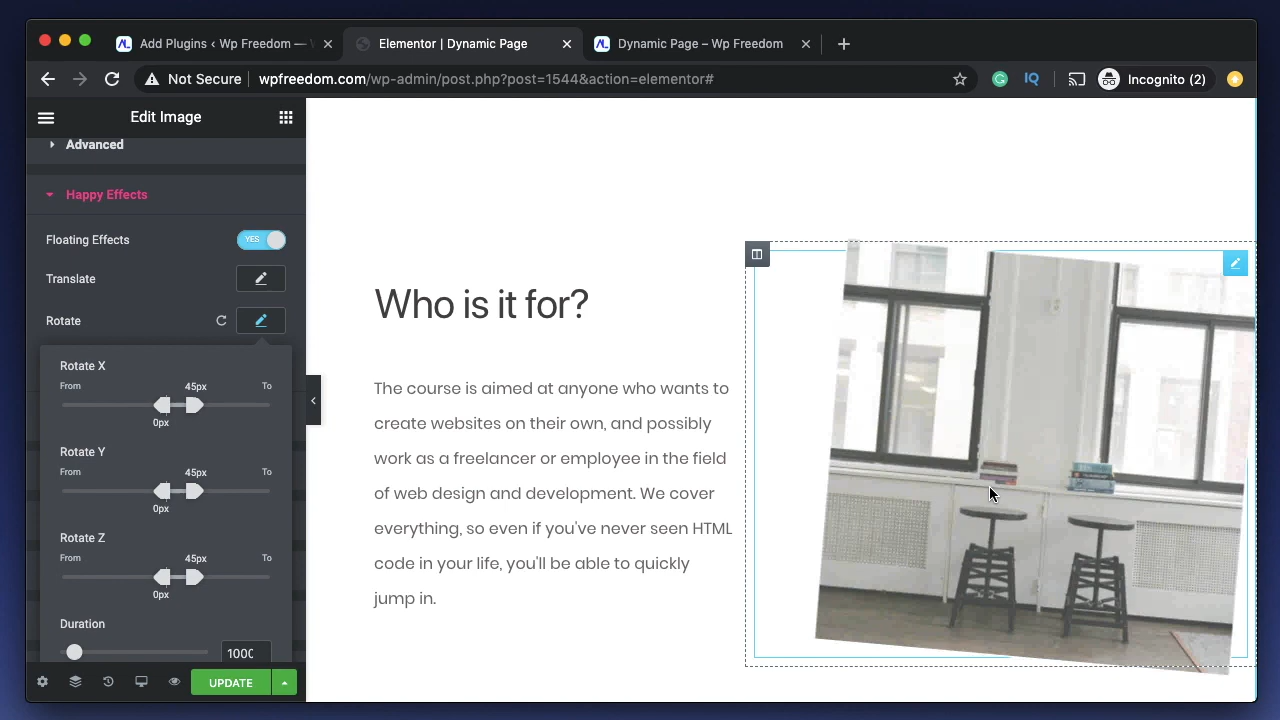 Add Plugins ‹ Wp Freedom —
Elementor | Dynamic Page
Dynamic Page – Wp Freedom
Not Secure
wpfreedom.com/wp-admin/post.php?post=1544&action=elementor#
IQ
Incognito (2)
Edit Image
Advanced
Happy Effects
Floating Effects
YES
Translate
Rotate
Rotate X
From 45px To
0px
Rotate Y
From 45px To
0px
Rotate Z
From 45px To
0px
Duration
1000
UPDATE
Who is it for?
The course is aimed at anyone who wants to
create websites on their own, and possibly
work as a freelancer or employee in the field
of web design and development. We cover
everything, so even if you've never seen HTML
code in your life, you'll be able to quickly
jump in.